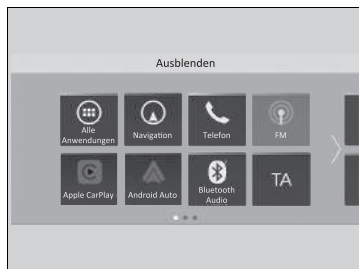 Ausblenden
Alle
Anwendungen
Navigation
Telefon
FM
Apple CarPlay
Android Auto
Bluetooth
Audio
TA